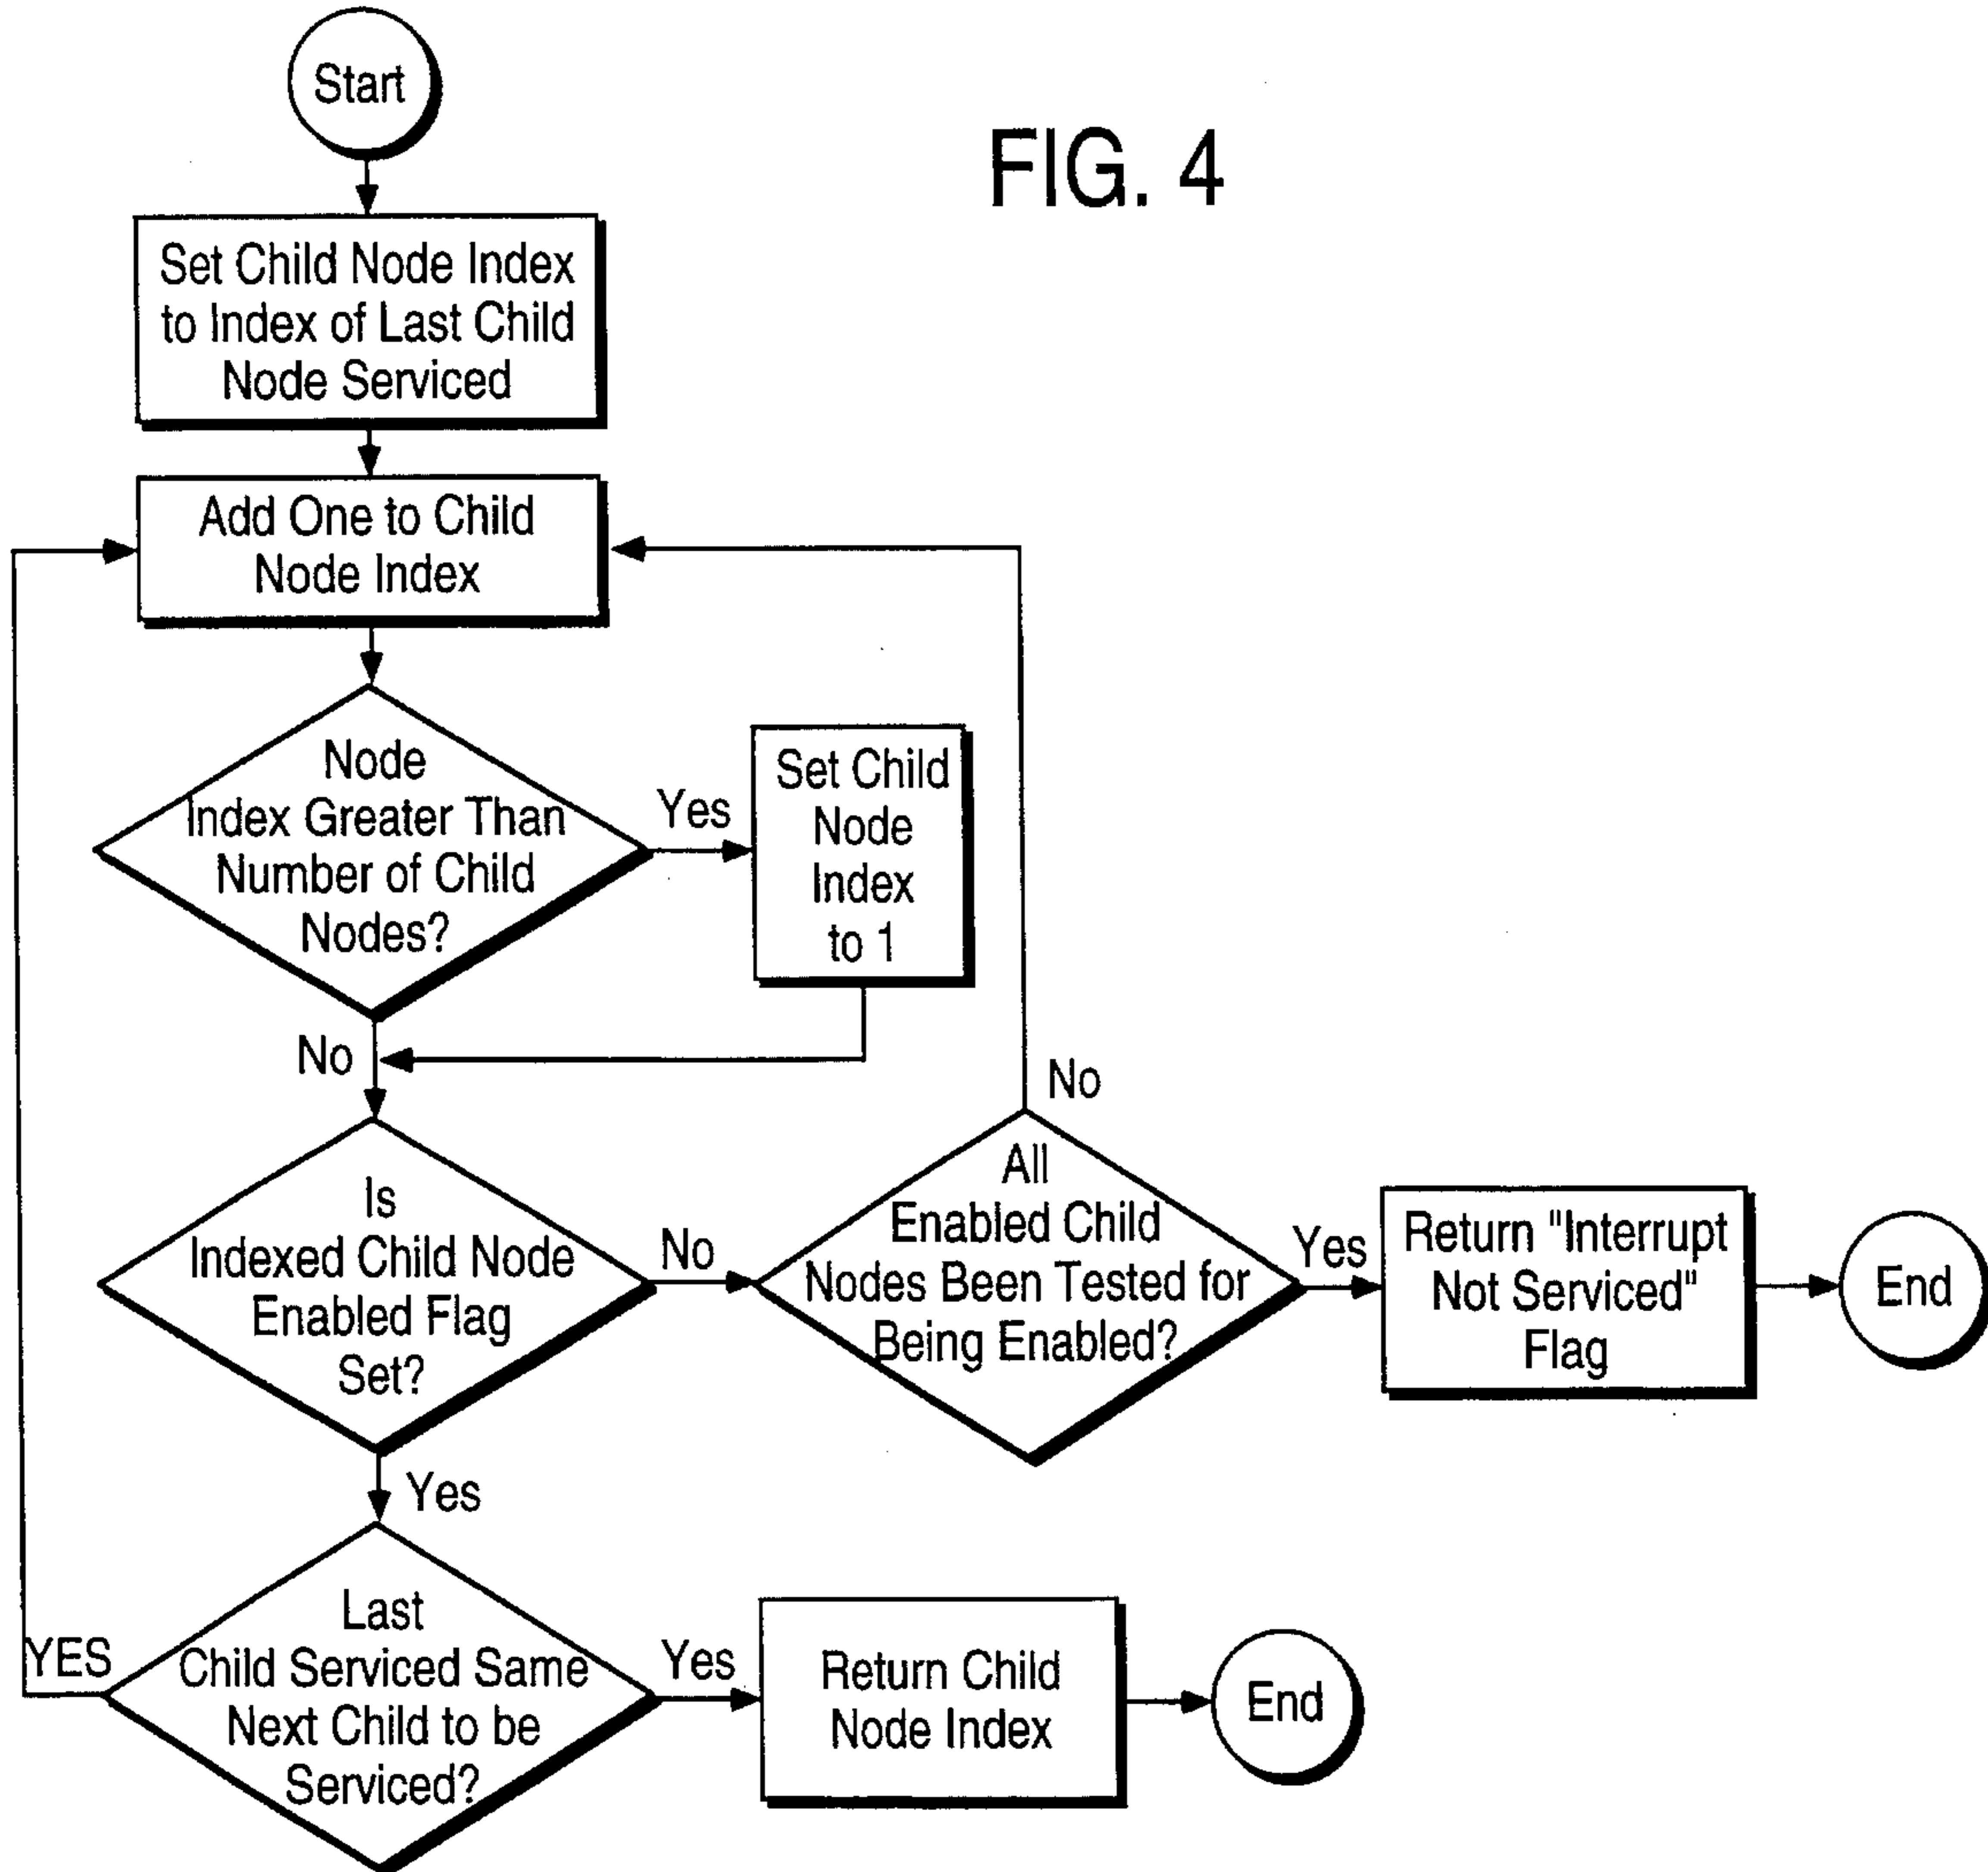 Start
FIG. 4
Set Child Node Index
to Index of Last Child
Node Serviced
Add One to Child
Node Index
Node
Index Greater Than
Number of Child
Nodes?
Yes
Set Child
Node
Index
to 1
No
Is
Indexed Child Node
Enabled Flag
Set?
No
All
Enabled Child
Nodes Been Tested for
Being Enabled?
No
Yes
Return "Interrupt
Not Serviced"
Flag
End
Yes
Last
Child Serviced Same
Next Child to be
Serviced?
YES
Yes
Return Child
Node Index
End